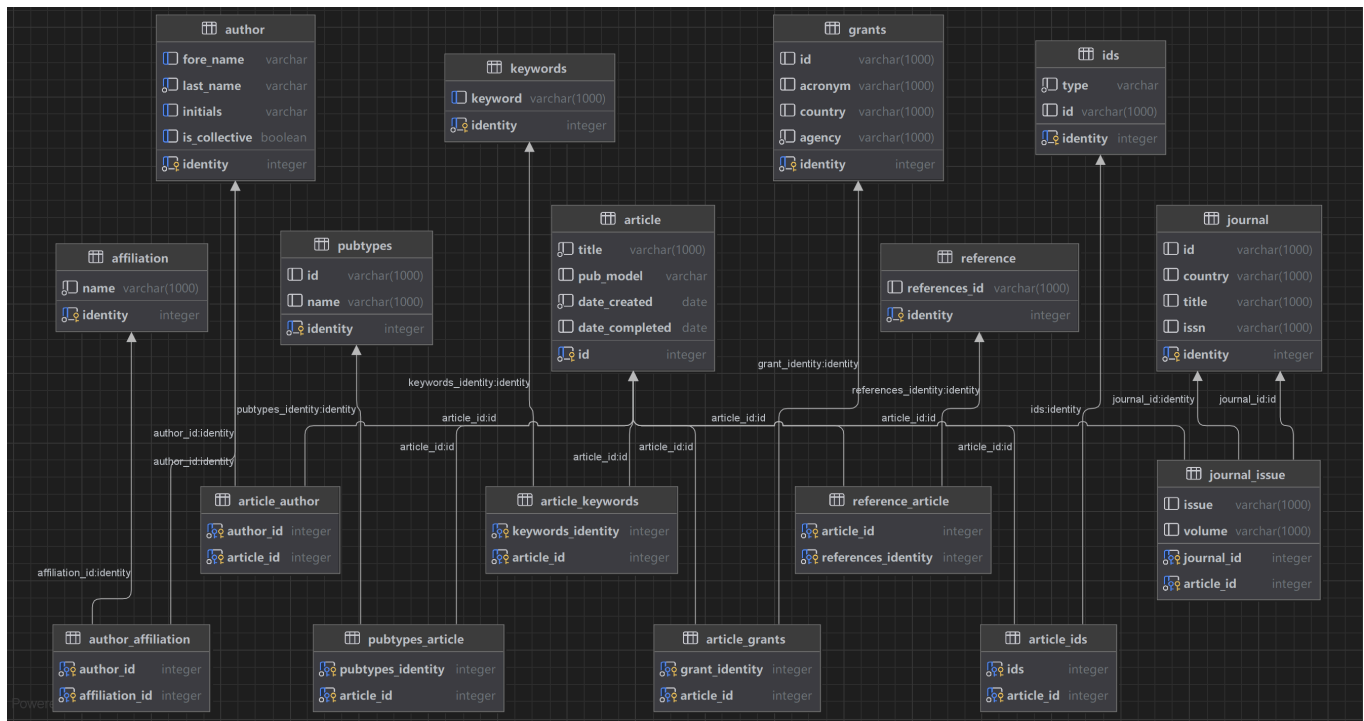 author
fore_name varchar
last_name varchar
initials varchar
is_collective boolean
identity integer
keywords
keyword varchar(1000)
identity integer
grants
id varchar(1000)
acronym varchar(1000)
country varchar(1000)
agency varchar(1000)
identity integer
ids
type varchar
id varchar(1000)
identity integer
affiliation
name varchar(1000)
identity integer
pubtypes
id varchar(1000)
name varchar(1000)
identity integer
article
title varchar(1000)
pub_model varchar
date_created date
date_completed date
id integer
reference
references_id varchar(1000)
identity integer
journal
id varchar(1000)
country varchar(1000)
title varchar(1000)
issn varchar(1000)
identity integer
grant_identity:identity
keywords_identity:identity
references_identity:identity
journal_id:identity
journal_id:id
pubtypes_identity:identity
ids:identity
article_id:id
article_id:id
article_id:id
author_id:identity
article_id:id
article_id:id
article_id:id
article_id:id
author_id:identity
affiliation_id:identity
article_author
author_id integer
article_id integer
article_keywords
keywords_identity integer
article_id integer
reference_article
article_id integer
references_identity integer
journal_issue
issue varchar(1000)
volume varchar(1000)
journal_id integer
article_id integer
author_affiliation
author_id integer
affiliation_id integer
pubtypes_article
pubtypes_identity integer
article_id integer
article_grants
grant_identity integer
article_id integer
article_ids
ids integer
article_id integer